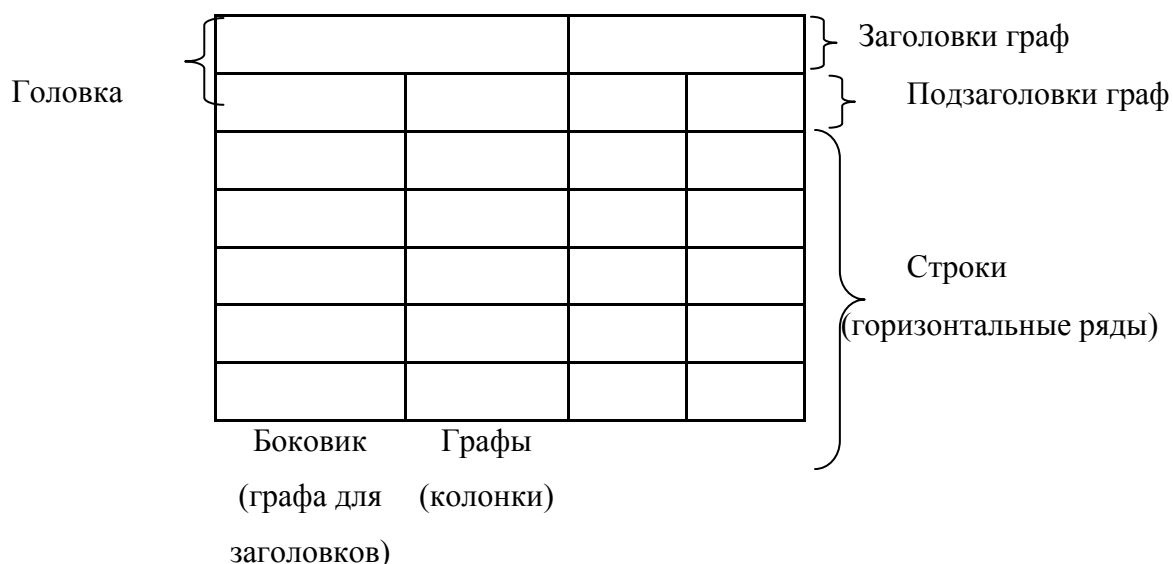 Заголовки граф
Головка
Подзаголовки граф
Строки
(горизонтальные ряды)
Боковик
(графа для
заголовков)
Графы
(колонки)